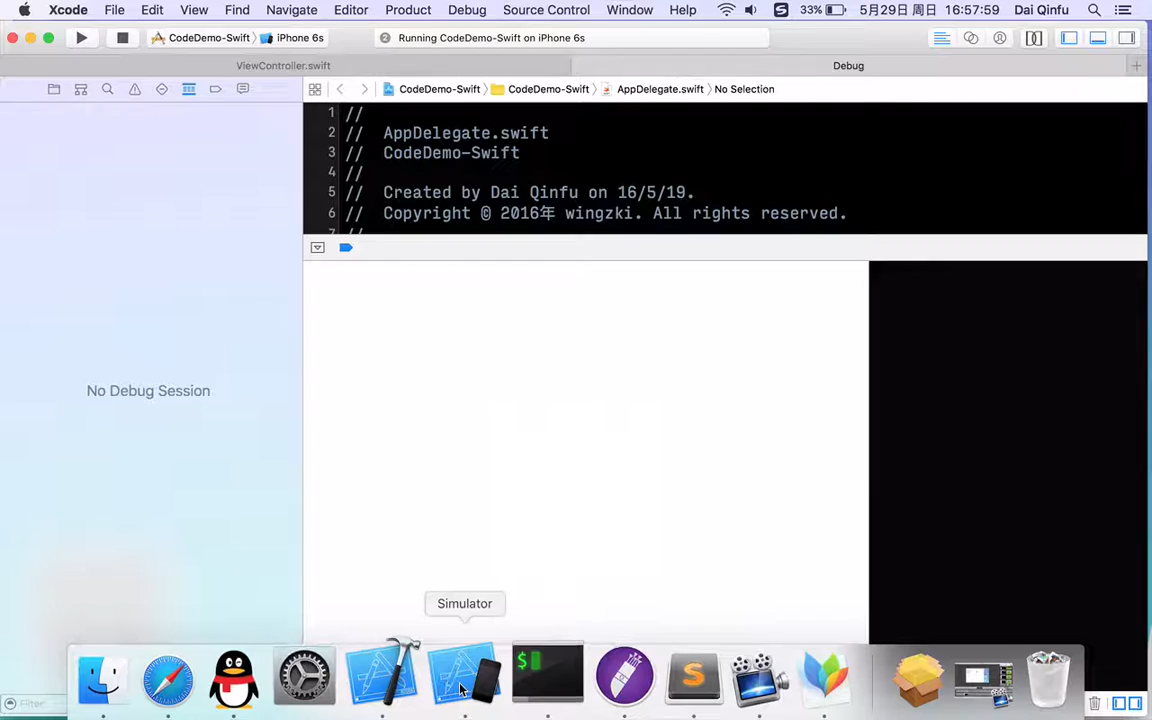 Xcode File Edit View Find Navigate Editor Product Debug Source Control Window Help 33% 5月29日 周日 16:57:59 Dai Qinfu
CodeDemo-Swift iPhone 6s 2 Running CodeDemo-Swift on iPhone 6s
ViewController.swift Debug
CodeDemo-Swift CodeDemo-Swift AppDelegate.swift No Selection
1 //
2 // AppDelegate.swift
3 // CodeDemo-Swift
4 //
5 // Created by Dai Qinfu on 16/5/19.
6 // Copyright © 2016年 wingzki. All rights reserved.
//
No Debug Session
Simulator
Filter